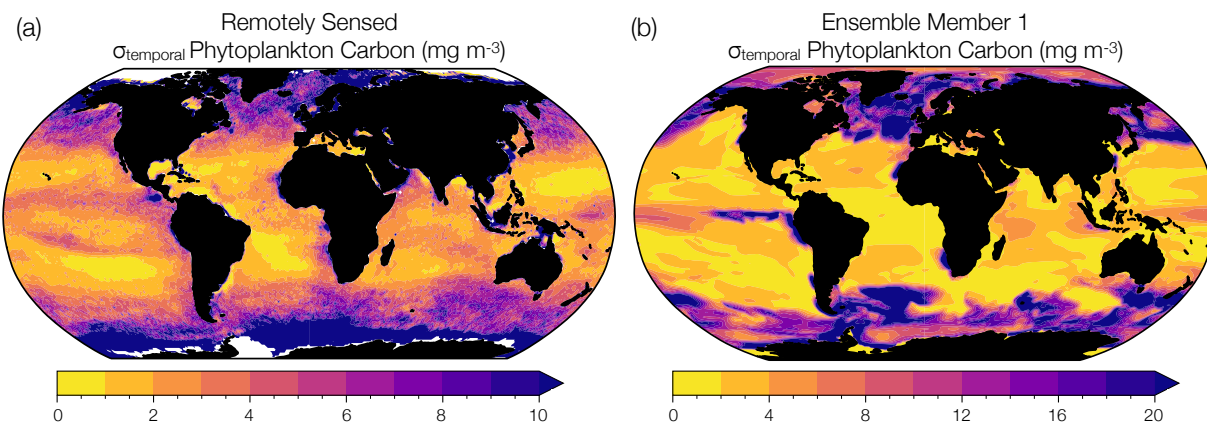 (a)
Remotely Sensed
σtemporal Phytoplankton Carbon (mg m-3)
0 2 4 6 8 10
(b)
Ensemble Member 1
σtemporal Phytoplankton Carbon (mg m-3)
0 4 8 12 16 20